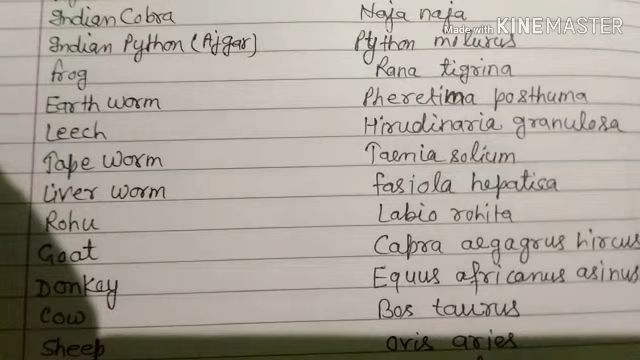 Indian Cobra Naja naja
Made with KINEMASTER
Indian Python (Ajgar) Python molurus
frog Rana tigrina
Earth worm Pheretima posthuma
Leech Hirudinaria granulosa
Tape worm Taenia solium
Liver worm fasiola hepatica
Rohu Labio rohita
Goat Capra aegagrus hircus
Donkey Equus africanus asinus
Cow Bos taurus
Sheep ovis aries